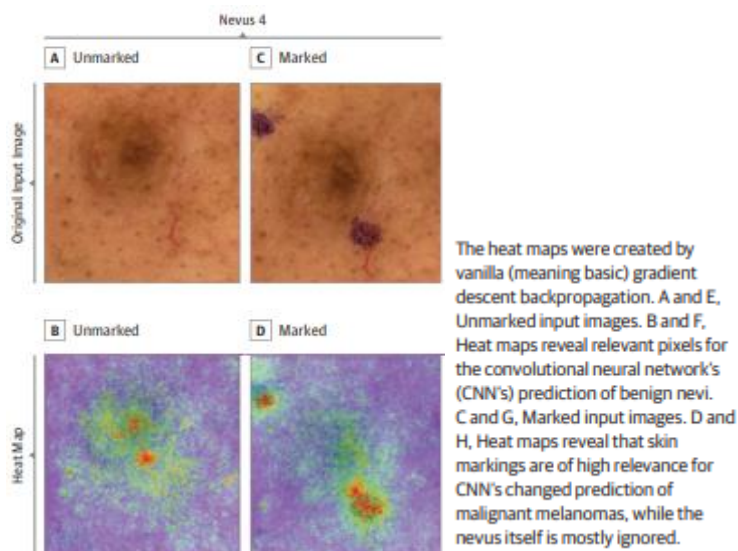 Nevus 4
A Unmarked
C Marked
Original Input Image
B Unmarked
D Marked
Heat Map
The heat maps were created by
vanilla (meaning basic) gradient
descent backpropagation. A and E,
Unmarked input images. B and F,
Heat maps reveal relevant pixels for
the convolutional neural network's
(CNN's) prediction of benign nevi.
C and G, Marked input images. D and
H, Heat maps reveal that skin
markings are of high relevance for
CNN's changed prediction of
malignant melanomas, while the
nevus itself is mostly ignored.